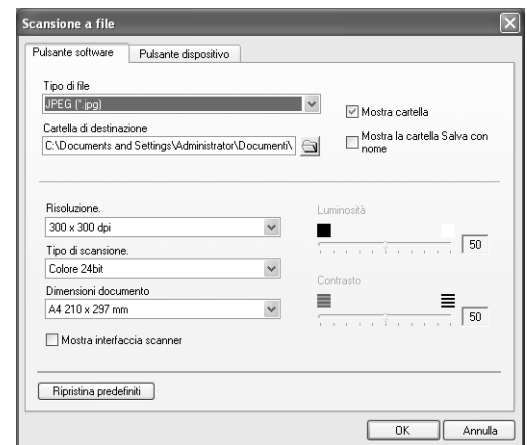 Scansione a file
Pulsante software
Pulsante dispositivo
Tipo di file
JPEG (*.jpg)
Mostra cartella
Cartella di destinazione
C:\Documents and Settings\Administrator\Documenti\
Mostra la cartella Salva con
nome
Risoluzione.
300 x 300 dpi
Tipo di scansione.
Colore 24bit
Dimensioni documento
A4 210 x 297 mm
Mostra interfaccia scanner
Luminosità
50
Contrasto
50
Ripristina predefiniti
OK
Annulla